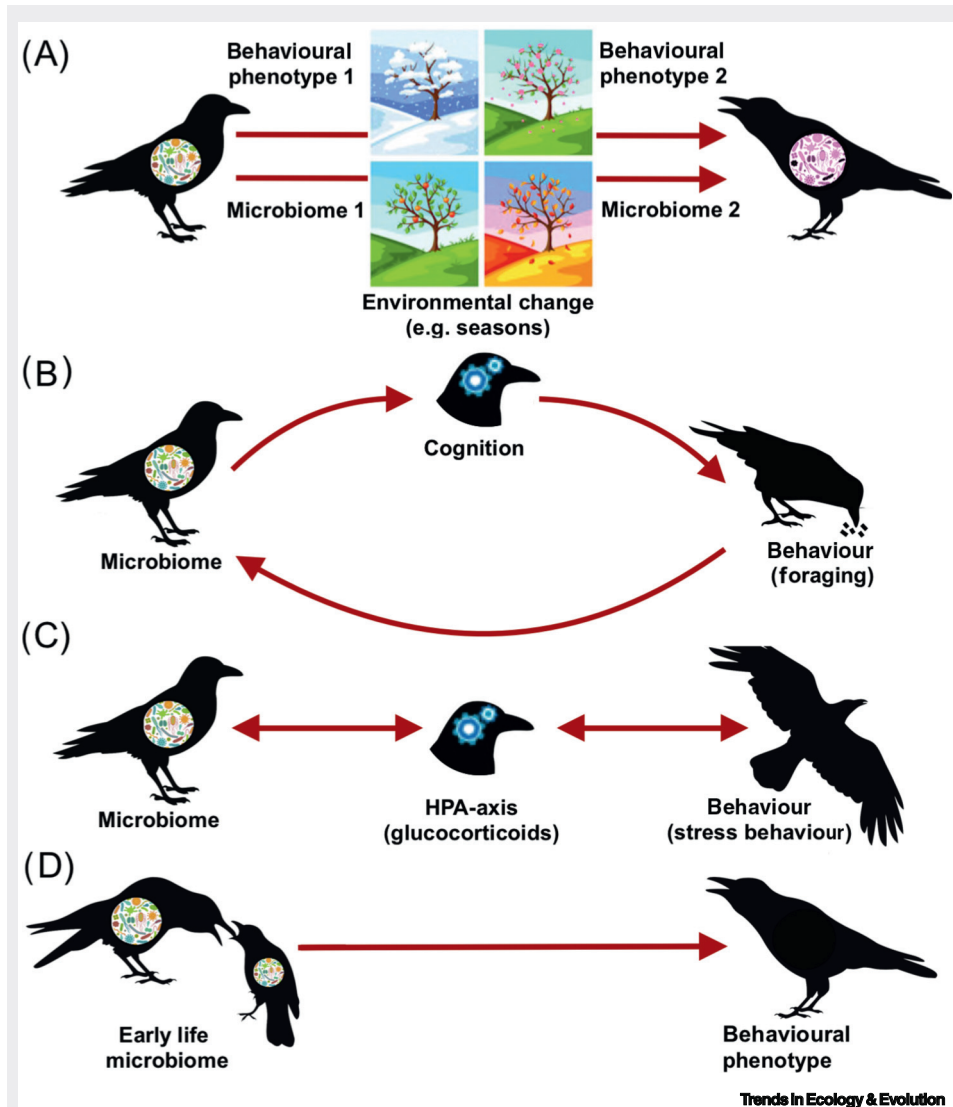 (A)
Behavioural
phenotype 1
Behavioural
phenotype 2
Microbiome 1
Microbiome 2
Environmental change
(e.g. seasons)
(B)
Cognition
Microbiome
Behaviour
(foraging)
(C)
Microbiome
HPA-axis
(glucocorticoids)
Behaviour
(stress behaviour)
(D)
Early life
microbiome
Behavioural
phenotype
Trends in Ecology & Evolution